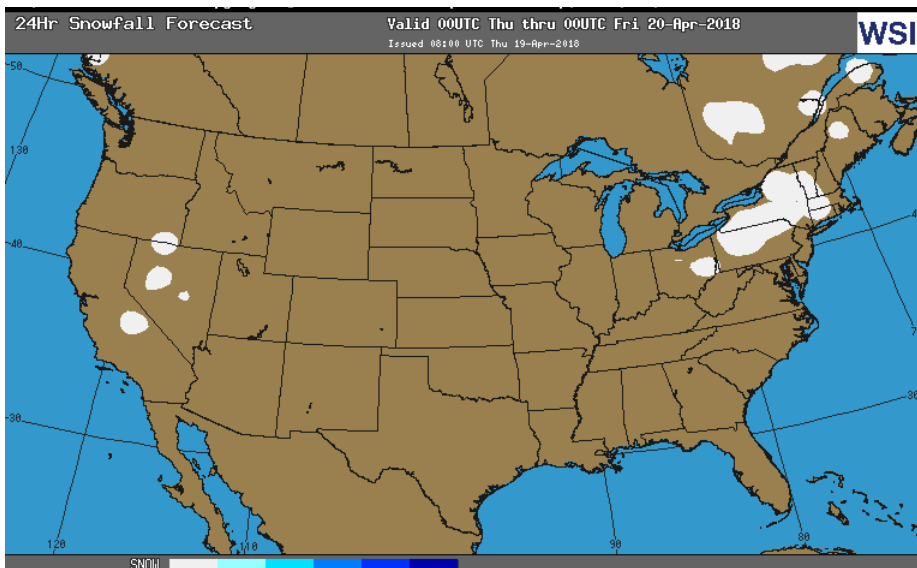 24Hr Snowfall Forecast
Valid 00UTC Thu thru 00UTC Fri 20-Apr-2018
Issued 08:00 UTC Thu 19-Apr-2018
WSI
50
130
40
30
120
110
90
80
30
SNOW